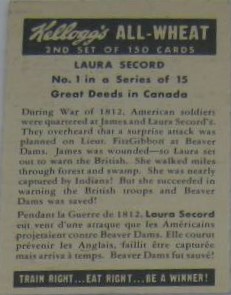 Kellogg's ALL-WHEAT
2ND SET OF 150 CARDS
LAURA SECORD
No. 1 in a Series of 15
Great Deeds in Canada
During War of 1812, American soldiers
were quartered at James and Laura Secord's.
They overheard that a surprise attack was
planned on Lieut. FitzGibbon at Beaver
Dams. James was wounded—so Laura set
out to warn the British. She walked miles
through forest and swamp. She was nearly
captured by Indians! But she succeeded in
warning the British troops and Beaver
Dams was saved!
Pendant la Guerre de 1812, Laura Secord
eut vent d'une attaque que les Américains
projetaient contre Beaver Dams. Elle courut
prévenir les Anglais, faillit être capturée
mais arriva à temps. Beaver Dams fut sauvé!
TRAIN RIGHT...EAT RIGHT...BE A WINNER!